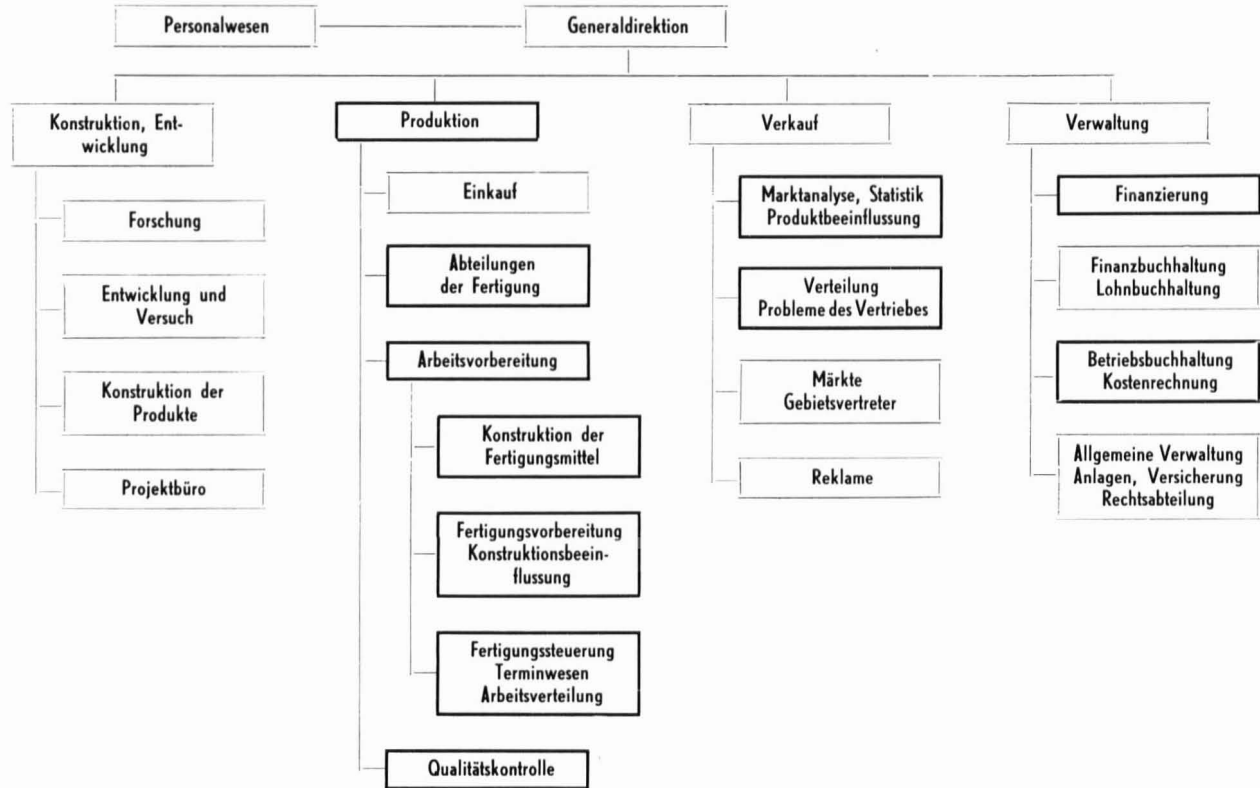 Personalwesen
Generaldirektion
Konstruktion, Ent-
wicklung
Forschung
Entwicklung und
Versuch
Konstruktion der
Produkte
Projektbüro
Produktion
Einkauf
Abteilungen
der Fertigung
Arbeitsvorbereitung
Konstruktion der
Fertigungsmittel
Fertigungsvorbereitung
Konstruktionsbeein-
flussung
Fertigungssteuerung
Terminwesen
Arbeitsverteilung
Qualitätskontrolle
Verkauf
Marktanalyse, Statistik
Produktbeeinflussung
Verteilung
Probleme des Vertriebes
Märkte
Gebietsvertreter
Reklame
Verwaltung
Finanzierung
Finanzbuchhaltung
Lohnbuchhaltung
Betriebsbuchhaltung
Kostenrechnung
Allgemeine Verwaltung
Anlagen, Versicherung
Rechtsabteilung